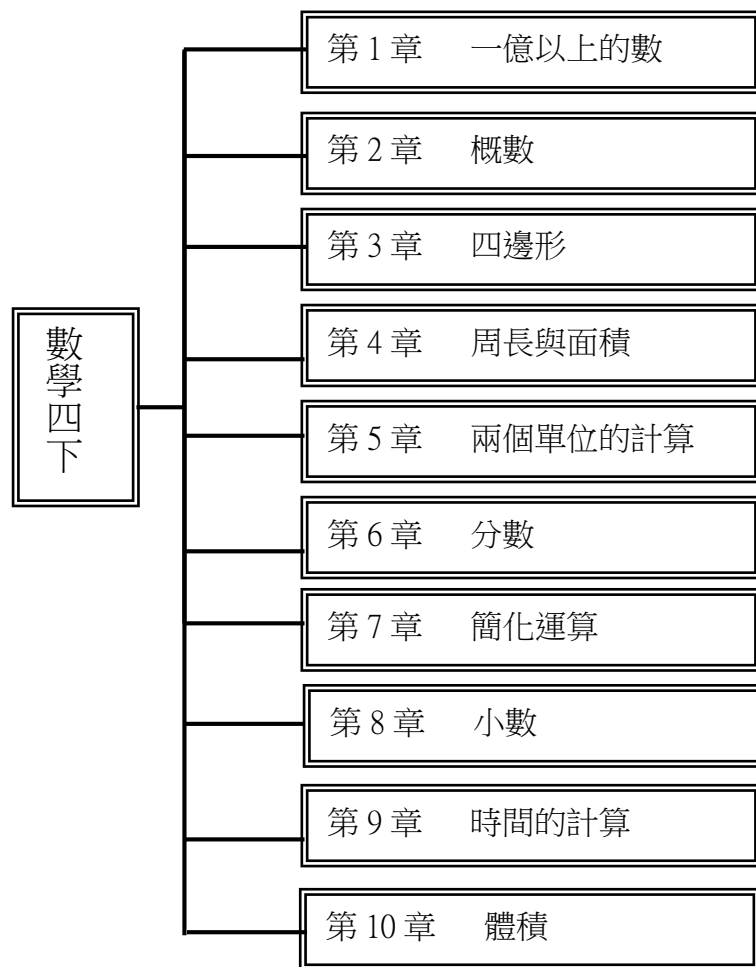 數學四下
第 1 章 一億以上的數
第 2 章 概數
第 3 章 四邊形
第 4 章 周長與面積
第 5 章 兩個單位的計算
第 6 章 分數
第 7 章 簡化運算
第 8 章 小數
第 9 章 時間的計算
第 10 章 體積